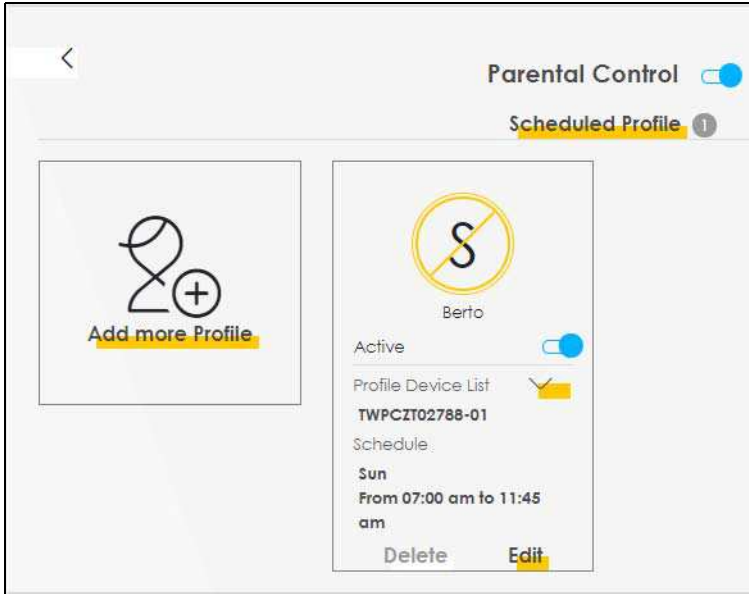 Parental Control
Scheduled Profile 1
Add more Profile
S
Berto
Active
Profile Device List
TWPCZT02788-01
Schedule
Sun
From 07:00 am to 11:45
am
Delete Edit